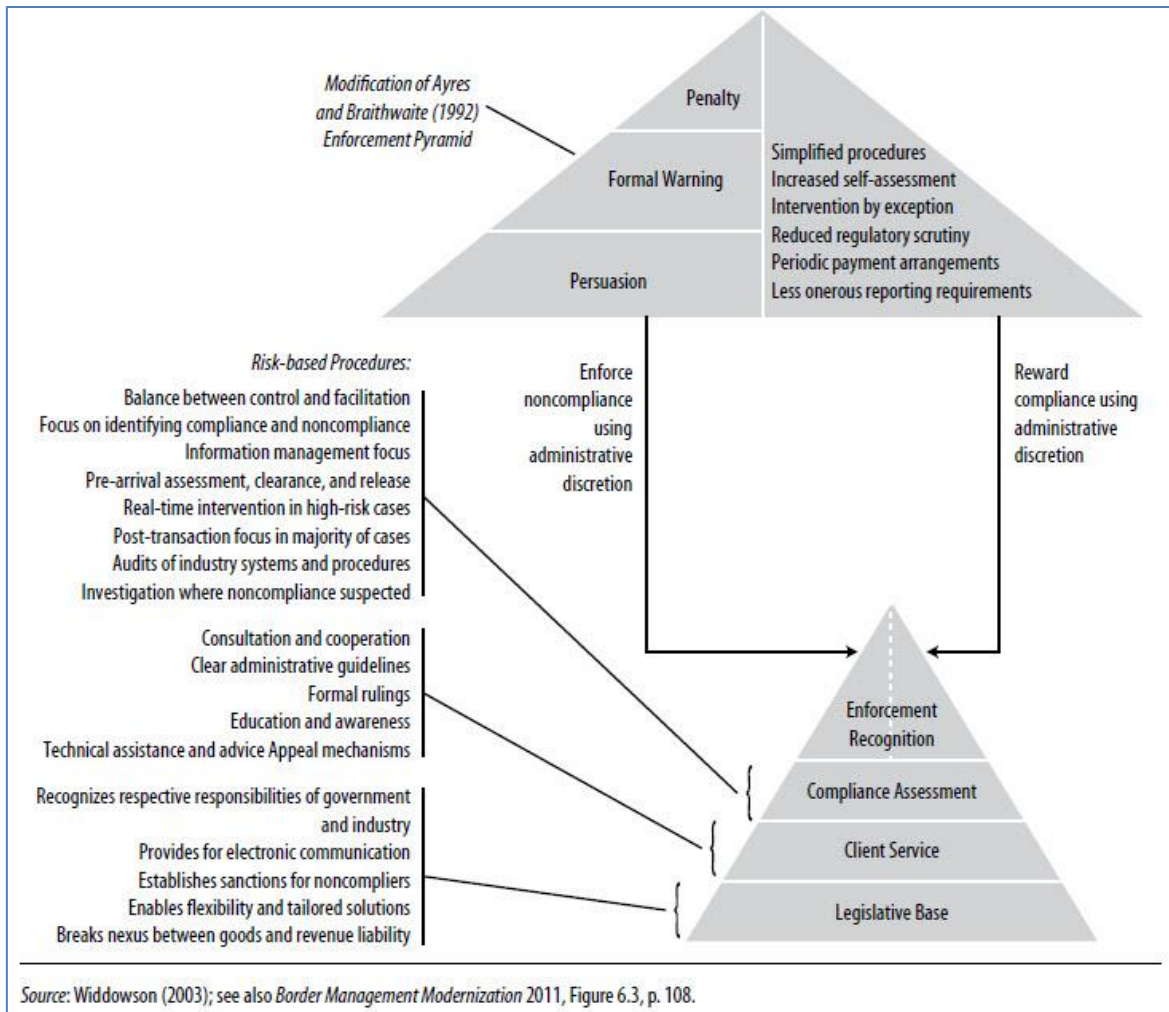 Modification of Ayres
and Braithwaite (1992)
Enforcement Pyramid
Penalty
Formal Warning
Persuasion
Simplified procedures
Increased self-assessment
Intervention by exception
Reduced regulatory scrutiny
Periodic payment arrangements
Less onerous reporting requirements
Enforce
noncompliance
using
administrative
discretion
Reward
compliance using
administrative
discretion
Risk-based Procedures:
Balance between control and facilitation
Focus on identifying compliance and noncompliance
Information management focus
Pre-arrival assessment, clearance, and release
Real-time intervention in high-risk cases
Post-transaction focus in majority of cases
Audits of industry systems and procedures
Investigation where noncompliance suspected
Consultation and cooperation
Clear administrative guidelines
Formal rulings
Education and awareness
Technical assistance and advice Appeal mechanisms
Recognizes respective responsibilities of government
and industry
Provides for electronic communication
Establishes sanctions for noncompliers
Enables flexibility and tailored solutions
Breaks nexus between goods and revenue liability
Enforcement
Recognition
Compliance Assessment
Client Service
Legislative Base
Source: Widdowson (2003); see also Border Management Modernization 2011, Figure 6.3, p. 108.